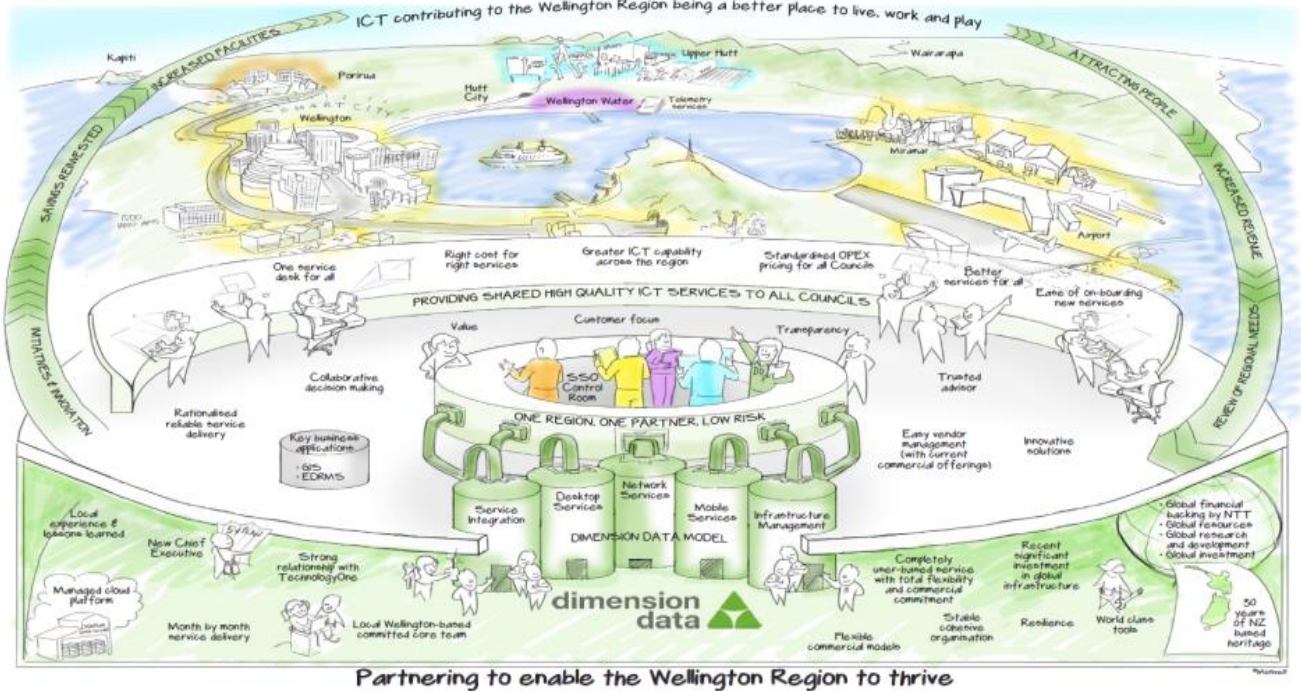 ICT contributing to the Wellington Region being a better place to live, work and play
INITIATIVES & INNOVATION
SAVINGS REINVESTED
INCREASED FACILITIES
ATTRACTING PEOPLE
INCREASED REVENUE
REVIEW OF REGIONAL NEEDS
Kapiti
Porirua
SMART CITY
Wellington
Hutt
City
Upper Hutt
Wellington Water
Telemetry
services
Wairarapa
Miramar
Airport
One service
desk for all
Right cost for
right services
Greater ICT capability
across the region
Standardised OPEX
pricing for all Councils
Better
services for all
Ease of on-boarding
new services
PROVIDING SHARED HIGH QUALITY ICT SERVICES TO ALL COUNCILS
Value
Customer focus
Transparency
SSO
Control
Room
Collaborative
decision making
Trusted
advisor
Rationalised
reliable service
delivery
ONE REGION, ONE PARTNER, LOW RISK
Key business
applications
• GIS
• EDRMS
Easy vendor
management
(with current
commercial offerings)
Innovative
solutions
Service
Integration
Desktop
Services
Network
Services
Mobile
Services
Infrastructure
Management
DIMENSION DATA MODEL
Local
experience &
lessons learned
New Chief
Executive
Strong
relationship with
TechnologyOne
Managed cloud
platform
Month by month
service delivery
Local Wellington-based
committed core team
dimension
data
Completely
user-based service
with total flexibility
and commercial
commitment
Recent
significant
investment
in global
infrastructure
• Global financial
backing by NTT
• Global resources
• Global research
and development
• Global investment
Flexible
commercial models
Stable
cohesive
organisation
Resilience
World class
tools
30
years
of NZ
based
heritage
Partnering to enable the Wellington Region to thrive